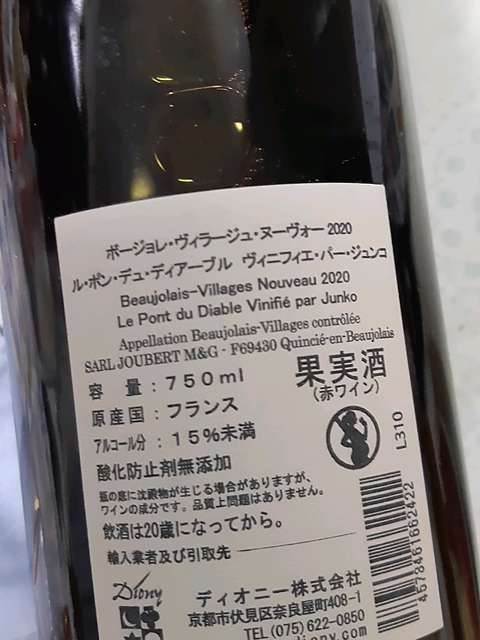 ボージョレ・ヴィラージュ・ヌーヴォー 2020
ル・ポン・デュ・ディアーブル ヴィニフィエ・パー・ジュンコ
Beaujolais-Villages Nouveau 2020
Le Pont du Diable Vinifié par Junko
Appellation Beaujolais-Villages contrôlée
SARL JOUBERT M&G - F69430 Quincié-en-Beaujolais
容 量 : 750ml
原産国 : フランス
アルコール分 : 15%未満
酸化防止剤無添加
果実酒
(赤ワイン)
瓶の底に沈殿物が生じる場合がありますが、
ワインの成分です。品質上問題はありません。
飲酒は20歳になってから。
輸入業者及び引取先
L310
4573461662422
Diony
ディオニー株式会社
京都市伏見区奈良屋町408-1
TEL(075)622-0850